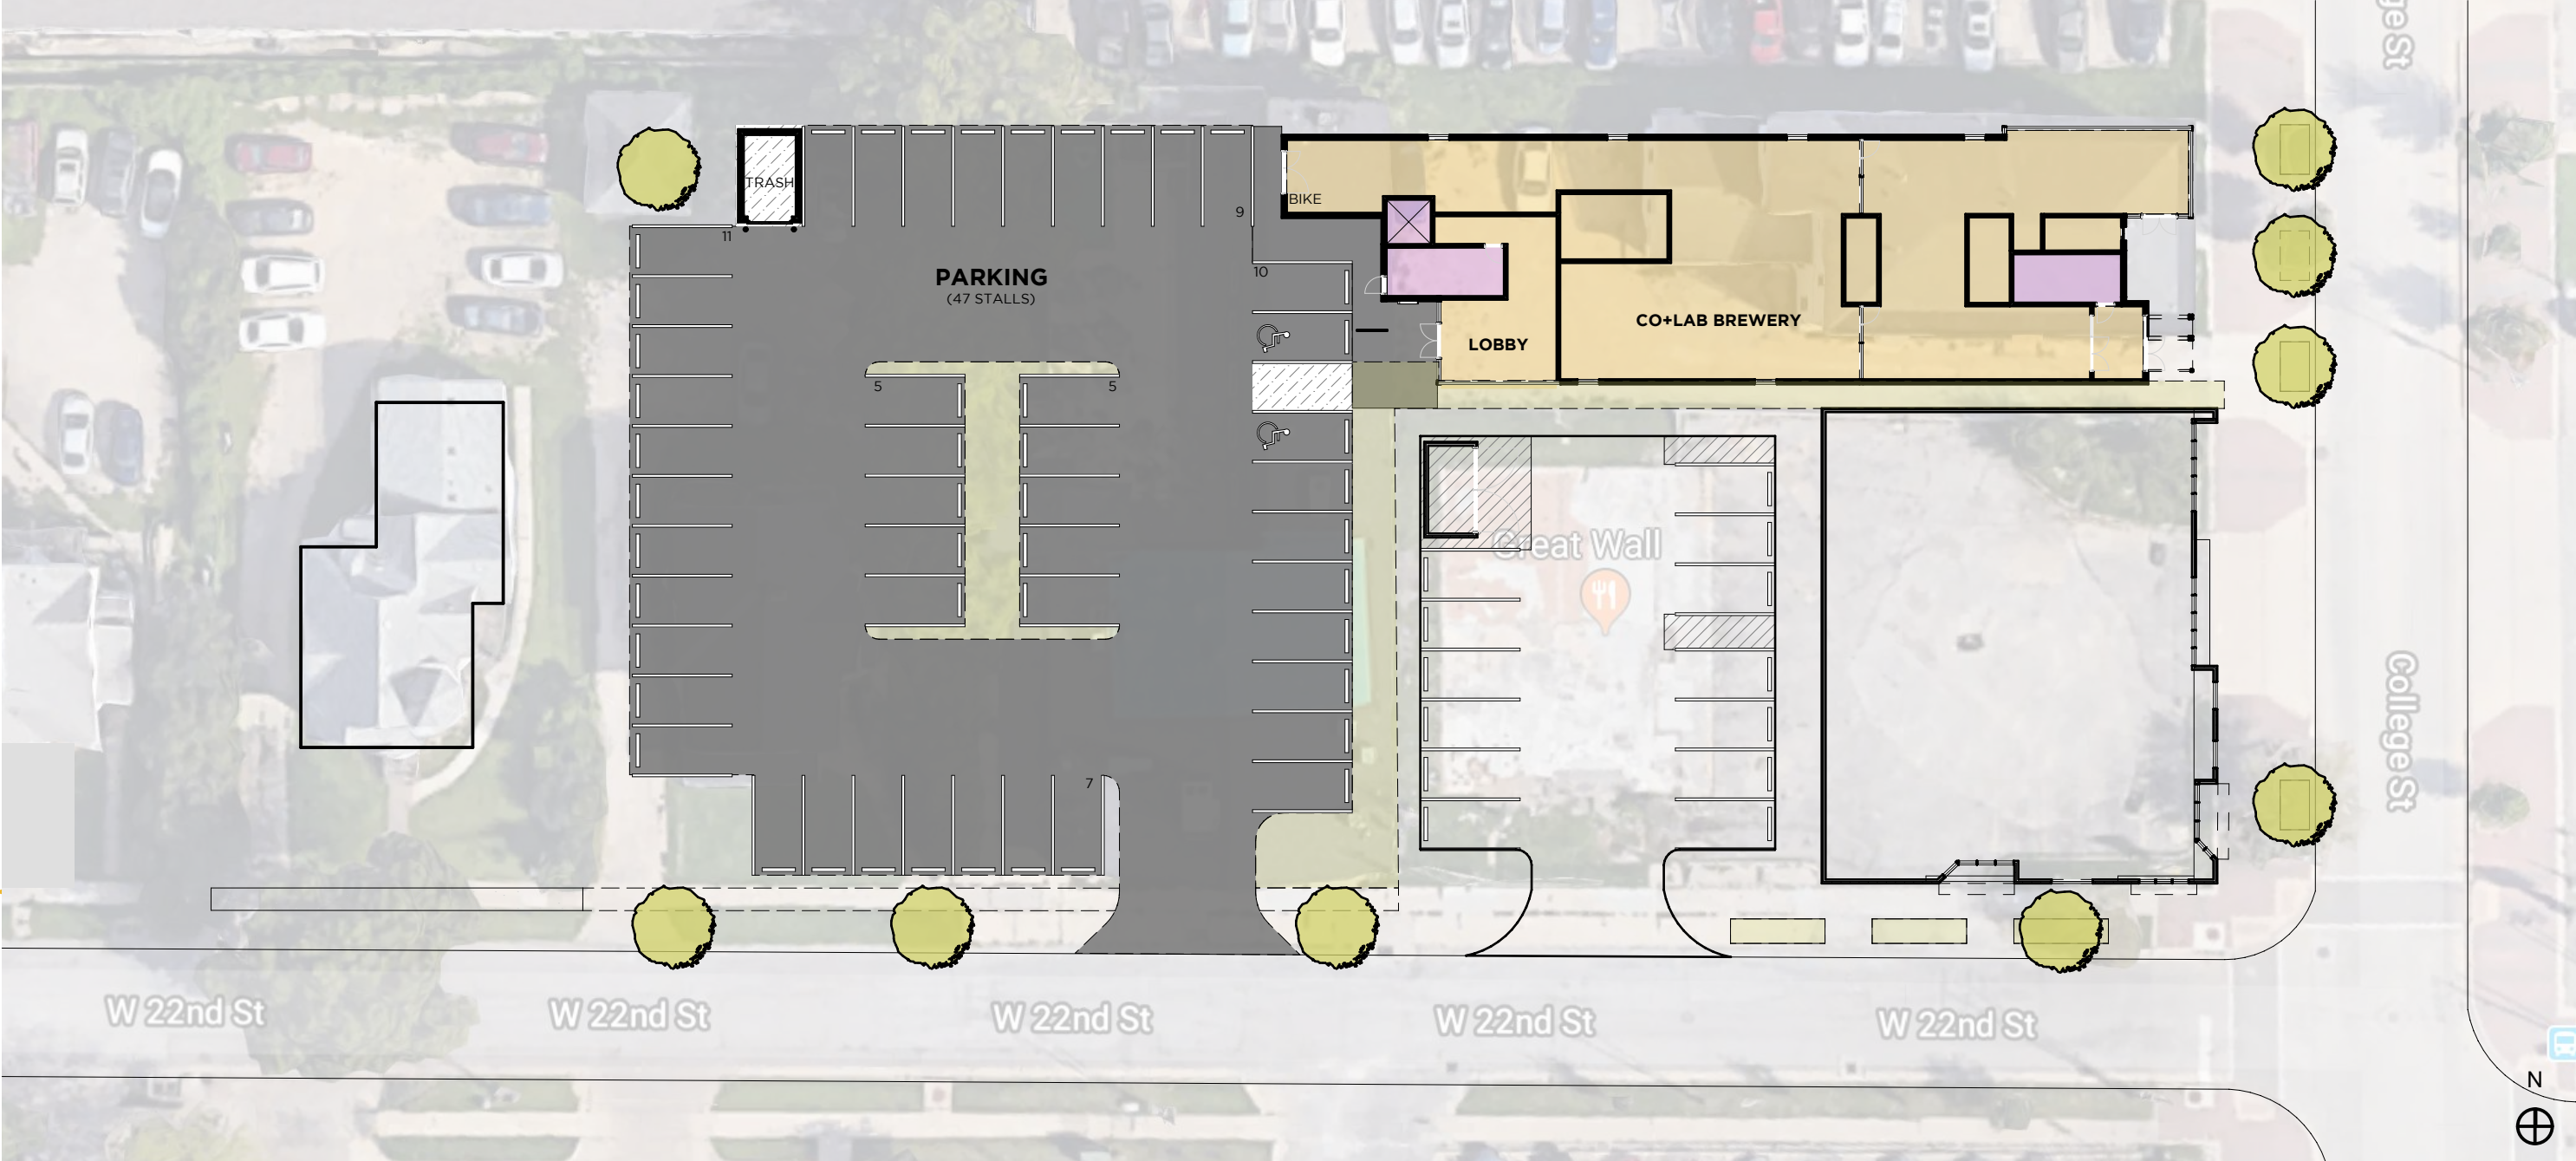 ge St
TRASH
BIKE
9
11
10
PARKING
(47 STALLS)
CO+LAB BREWERY
LOBBY
5
5
Great Wall
College St
7
W 22nd St
W 22nd St
W 22nd St
W 22nd St
W 22nd St
N